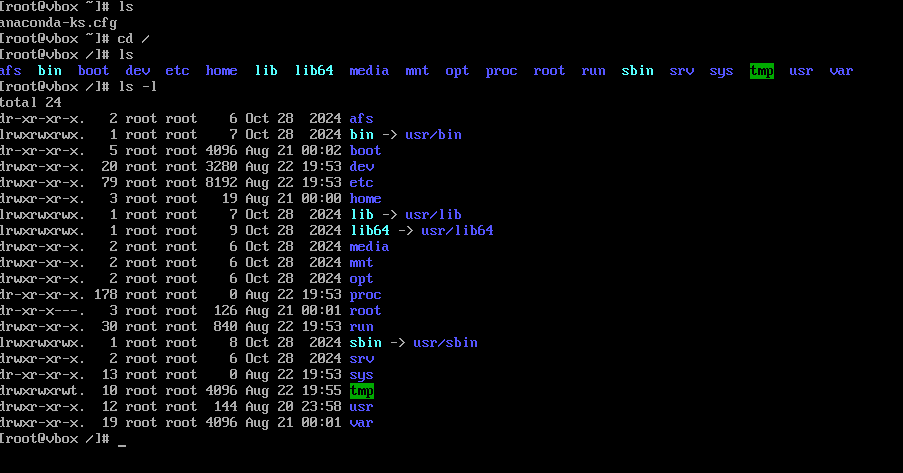 [root@vbox ~]# ls
anaconda-ks.cfg
[root@vbox ~]# cd /
[root@vbox /]# ls
afs  bin  boot  dev  etc  home  lib  lib64  media  mnt  opt  proc  root  run  sbin  srv  sys  tmp  usr  var
[root@vbox /]# ls -l
total 24
dr-xr-xr-x.   2 root root    6 Oct 28  2024 afs
lrwxrwxrwx.   1 root root    7 Oct 28  2024 bin -> usr/bin
dr-xr-xr-x.   5 root root 4096 Aug 21 00:02 boot
drwxr-xr-x.  20 root root 3280 Aug 22 19:53 dev
drwxr-xr-x.  79 root root 8192 Aug 22 19:53 etc
drwxr-xr-x.   3 root root   19 Aug 21 00:00 home
lrwxrwxrwx.   1 root root    7 Oct 28  2024 lib -> usr/lib
lrwxrwxrwx.   1 root root    9 Oct 28  2024 lib64 -> usr/lib64
drwxr-xr-x.   2 root root    6 Oct 28  2024 media
drwxr-xr-x.   2 root root    6 Oct 28  2024 mnt
drwxr-xr-x.   2 root root    6 Oct 28  2024 opt
dr-xr-xr-x. 178 root root    0 Aug 22 19:53 proc
dr-xr-x---.   3 root root  126 Aug 21 00:01 root
drwxr-xr-x.  30 root root  840 Aug 22 19:53 run
lrwxrwxrwx.   1 root root    8 Oct 28  2024 sbin -> usr/sbin
drwxr-xr-x.   2 root root    6 Oct 28  2024 srv
dr-xr-xr-x.  13 root root    0 Aug 22 19:53 sys
drwxrwxrwt.  10 root root 4096 Aug 22 19:55 tmp
drwxr-xr-x.  12 root root  144 Aug 20 23:58 usr
drwxr-xr-x.  19 root root 4096 Aug 21 00:01 var
[root@vbox /]# _